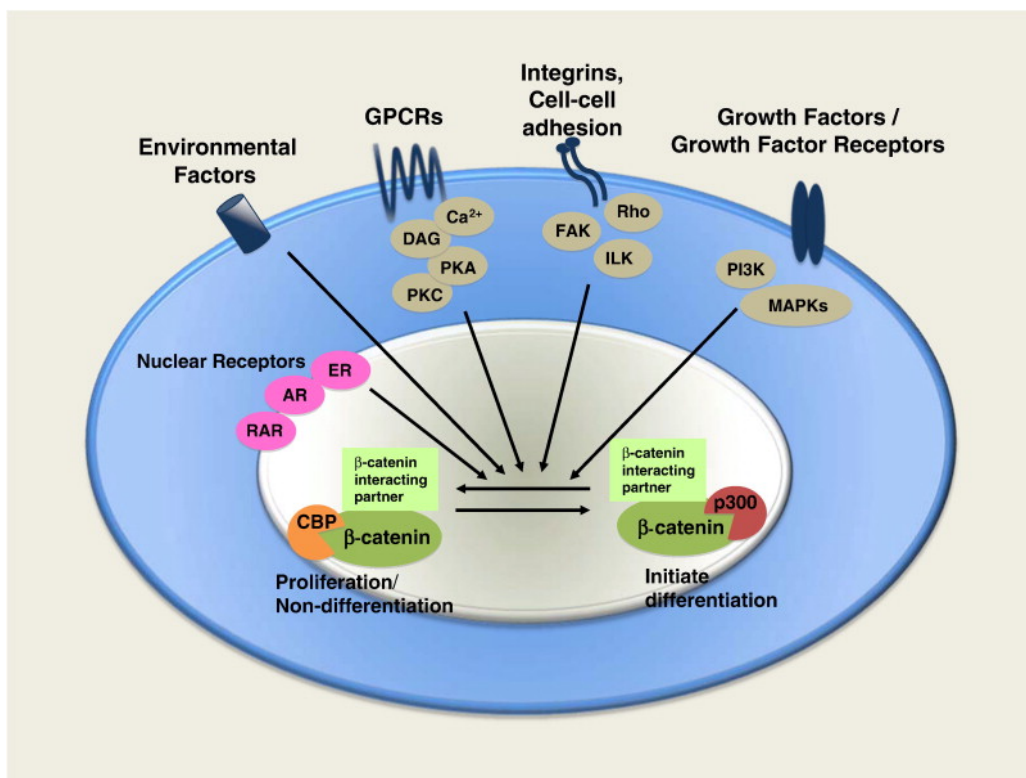 Environmental
Factors
GPCRs
Integrins,
Cell-cell
adhesion
Growth Factors /
Growth Factor Receptors
Ca²⁺
DAG
PKA
PKC
Rho
FAK
ILK
PI3K
MAPKs
Nuclear Receptors
ER
AR
RAR
β-catenin
interacting
partner
CBP
β-catenin
Proliferation/
Non-differentiation
β-catenin
interacting
partner
p300
β-catenin
Initiate
differentiation